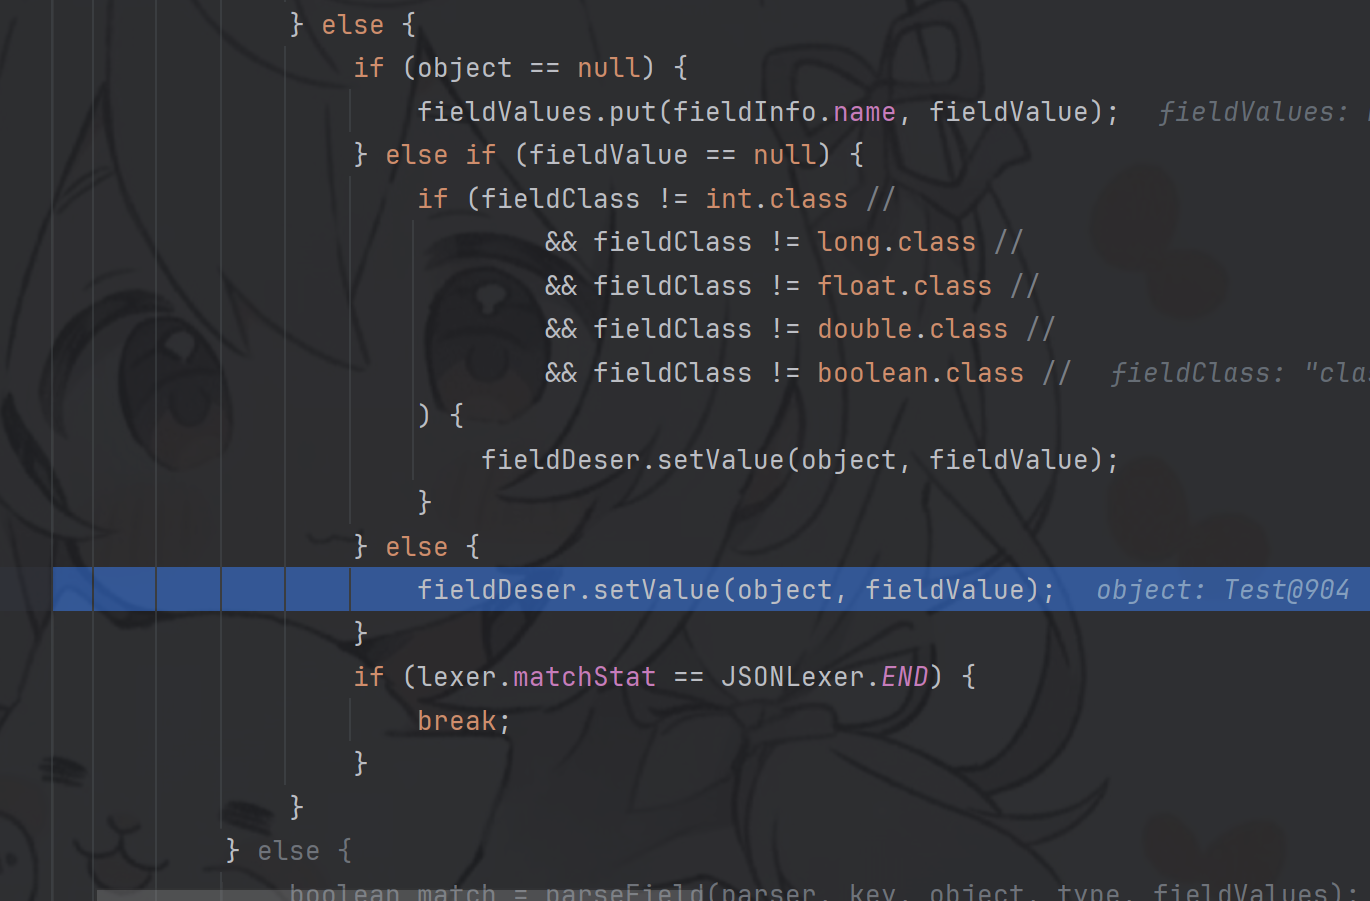 } else {
if (object == null) {
fieldValues.put(fieldInfo.name, fieldValue); fieldValues:
} else if (fieldValue == null) {
if (fieldClass != int.class //
&& fieldClass != long.class //
&& fieldClass != float.class //
&& fieldClass != double.class //
&& fieldClass != boolean.class // fieldClass: "clas
) {
fieldDeser.setValue(object, fieldValue);
}
} else {
fieldDeser.setValue(object, fieldValue); object: Test@904
}
if (lexer.matchStat == JSONLexer.END) {
break;
}
}
} else {
boolean match = parseField(parser, key, object, type, fieldValues);